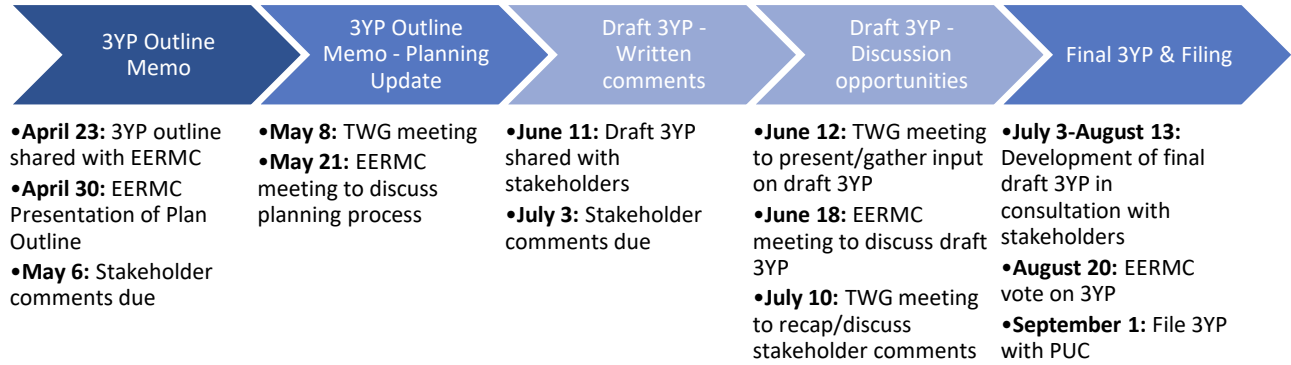 3YP Outline
Memo
•April 23: 3YP outline
shared with EERMC
•April 30: EERMC
Presentation of Plan
Outline
•May 6: Stakeholder
comments due
3YP Outline
Memo - Planning
Update
•May 8: TWG meeting
•May 21: EERMC
meeting to discuss
planning process
Draft 3YP -
Written
comments
•June 11: Draft 3YP
shared with
stakeholders
•July 3: Stakeholder
comments due
Draft 3YP -
Discussion
opportunities
•June 12: TWG meeting
to present/gather input
on draft 3YP
•June 18: EERMC
meeting to discuss draft
3YP
•July 10: TWG meeting
to recap/discuss
stakeholder comments
Final 3YP & Filing
•July 3-August 13:
Development of final
draft 3YP in
consultation with
stakeholders
•August 20: EERMC
vote on 3YP
•September 1: File 3YP
with PUC